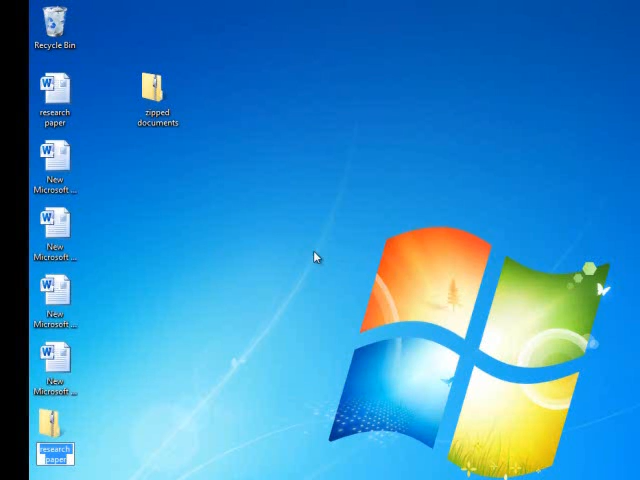 Recycle Bin
research
paper
zipped
documents
New
Microsoft ...
New
Microsoft ...
New
Microsoft ...
New
Microsoft ...
research
paper